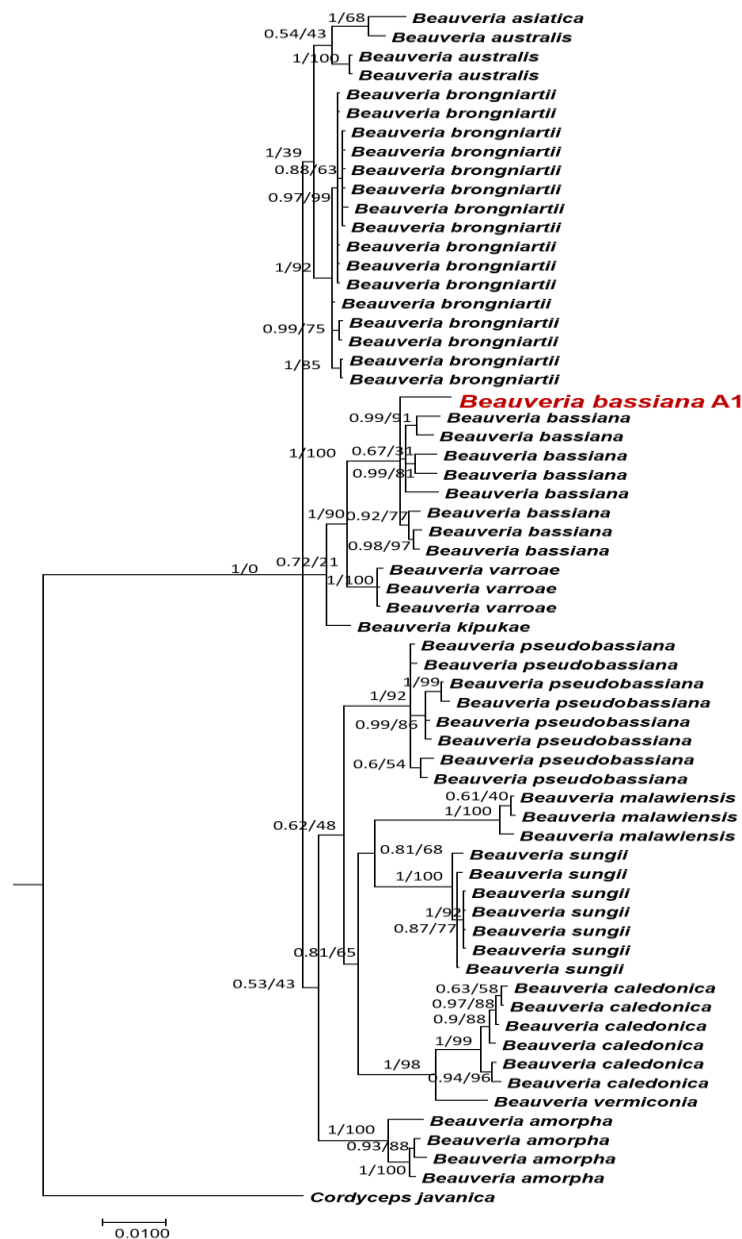 1/68
Beauveria asiatica
0.54/43
Beauveria australis
1/100
Beauveria australis
Beauveria australis
Beauveria brongniartii
Beauveria brongniartii
Beauveria brongniartii
1/39
Beauveria brongniartii
0.88/63
Beauveria brongniartii
Beauveria brongniartii
0.97/99
Beauveria brongniartii
Beauveria brongniartii
Beauveria brongniartii
1/92
Beauveria brongniartii
Beauveria brongniartii
Beauveria brongniartii
0.99/75
Beauveria brongniartii
Beauveria brongniartii
1/85
Beauveria brongniartii
Beauveria brongniartii
Beauveria bassiana A1
0.99/91
Beauveria bassiana
Beauveria bassiana
1/100
0.67/31
Beauveria bassiana
0.99/81
Beauveria bassiana
Beauveria bassiana
1/90
0.92/77
Beauveria bassiana
Beauveria bassiana
0.98/97
Beauveria bassiana
1/0
0.72/21
Beauveria varroae
1/100
Beauveria varroae
Beauveria varroae
Beauveria kipukae
Beauveria pseudobassiana
Beauveria pseudobassiana
1/99
Beauveria pseudobassiana
1/92
Beauveria pseudobassiana
0.99/86
Beauveria pseudobassiana
Beauveria pseudobassiana
0.6/54
Beauveria pseudobassiana
Beauveria pseudobassiana
0.61/40
Beauveria malawiensis
1/100
Beauveria malawiensis
0.62/48
Beauveria malawiensis
0.81/68
Beauveria sungii
Beauveria sungii
1/100
Beauveria sungii
1/92
Beauveria sungii
0.87/77
Beauveria sungii
Beauveria sungii
0.81/65
Beauveria sungii
0.53/43
0.63/58
Beauveria caledonica
0.97/88
Beauveria caledonica
0.9/88
Beauveria caledonica
1/99
Beauveria caledonica
1/98
Beauveria caledonica
0.94/96
Beauveria caledonica
Beauveria vermiconia
1/100
Beauveria amorpha
0.93/88
Beauveria amorpha
Beauveria amorpha
1/100
Beauveria amorpha
Cordyceps javanica
0.0100